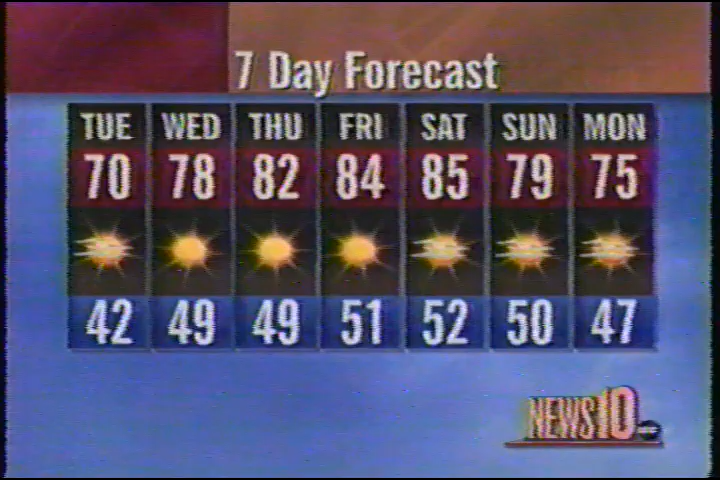 7 Day Forecast
TUE WED THU FRI SAT SUN MON
70 78 82 84 85 79 75
42 49 49 51 52 50 47
NEWS10